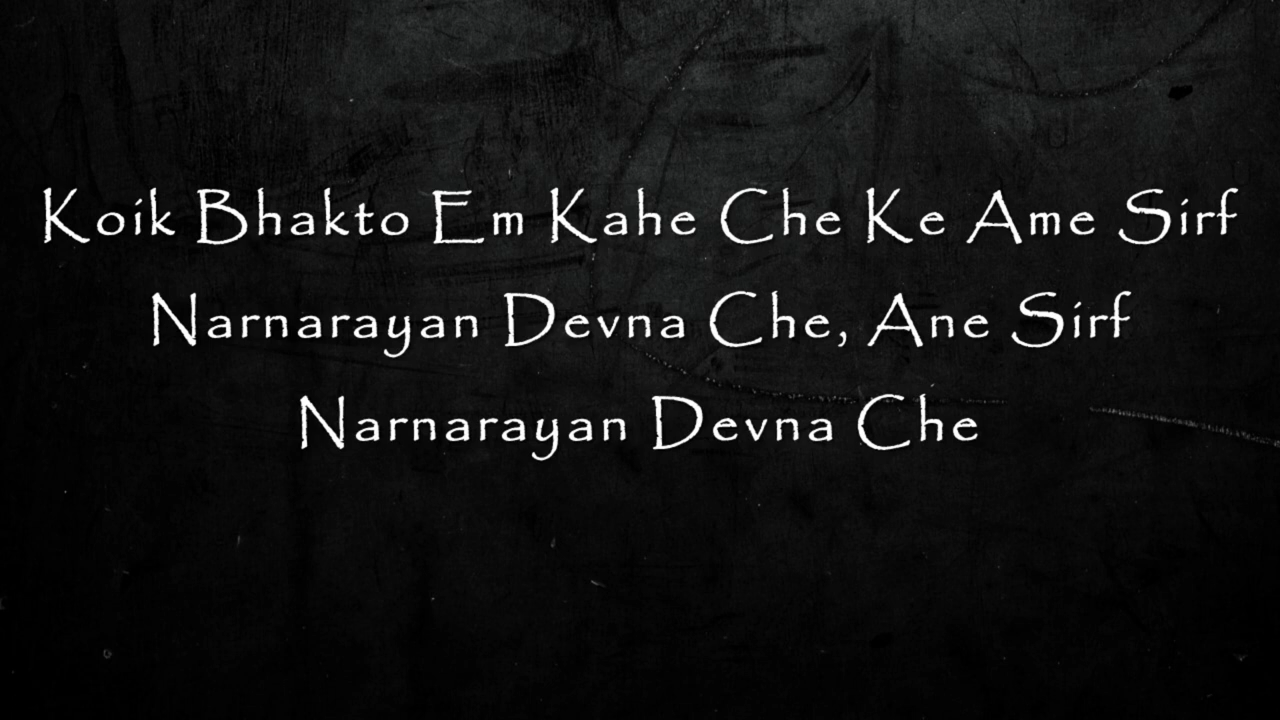 Koik Bhakto Em Kahe Che Ke Ame Sirf
Narnarayan Devna Che, Ane Sirf
Narnarayan Devna Che